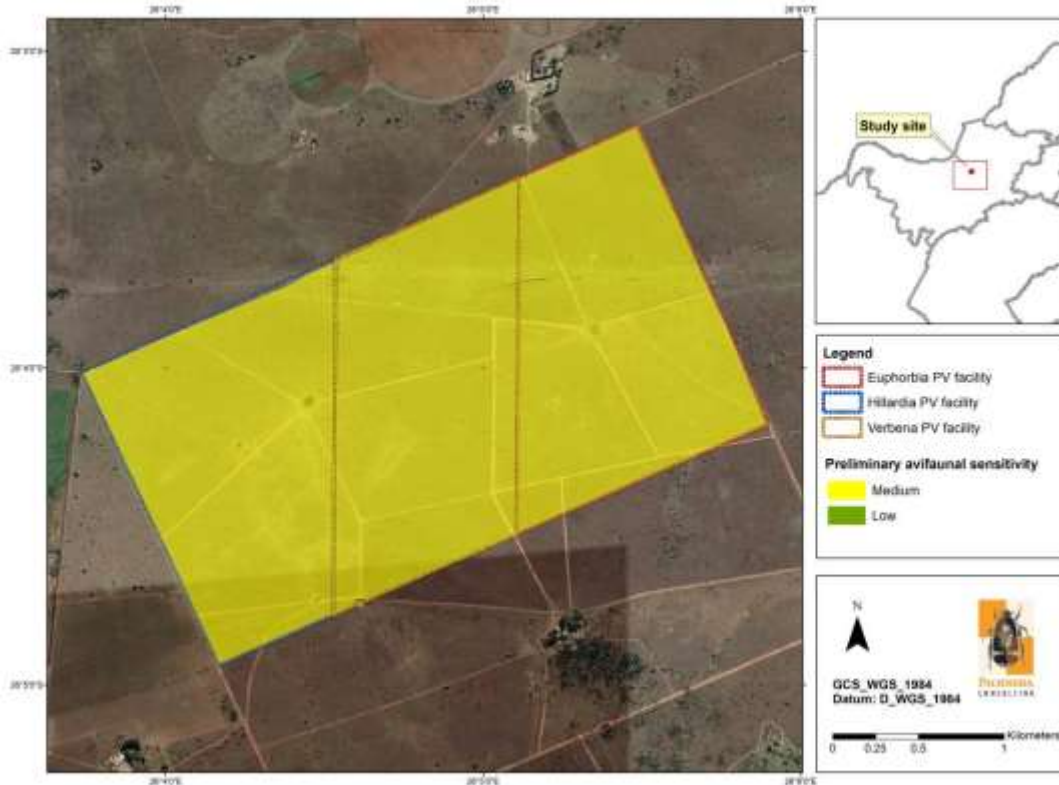 Study site
Legend
Euphorbia PV facility
Hillardia PV facility
Verbena PV facility
Preliminary avifaunal sensitivity
Medium
Low
N
GCS_WGS_1984
Datum: D_WGS_1984
CONSULTING
Kilometers
0 0.25 0.5 1